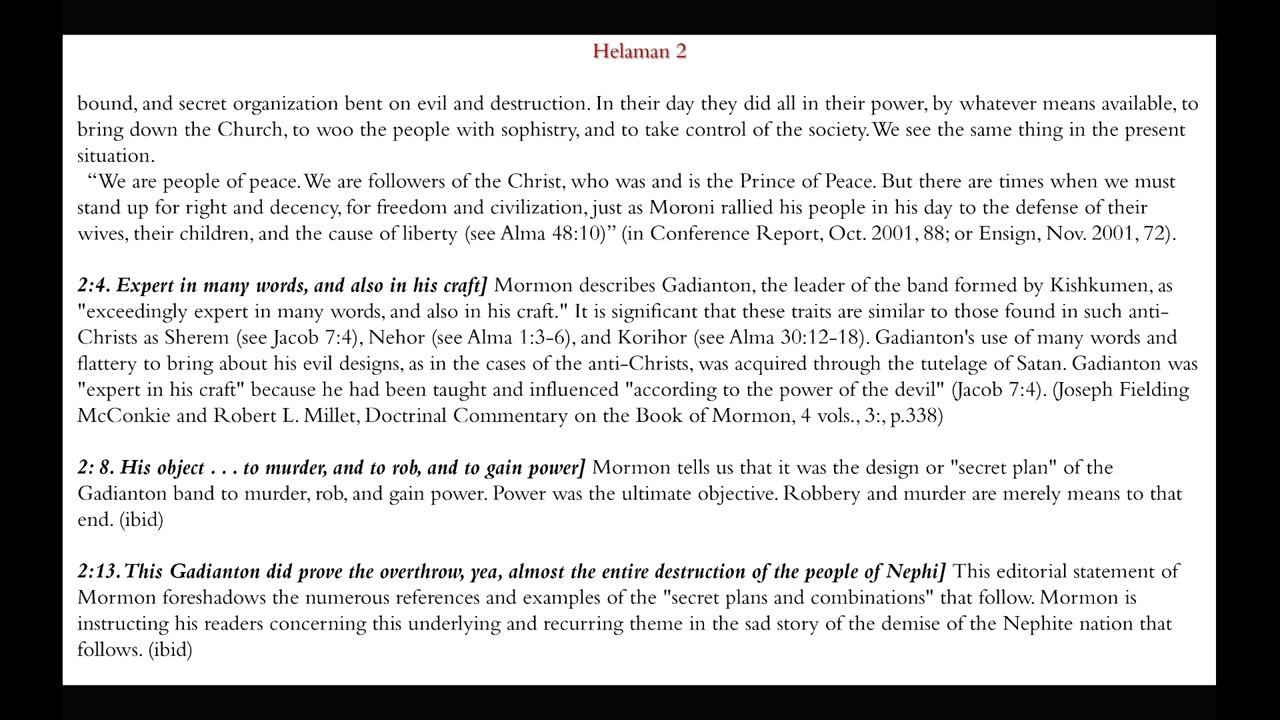 Helaman 2
bound, and secret organization bent on evil and destruction. In their day they did all in their power, by whatever means available, to
bring down the Church, to woo the people with sophistry, and to take control of the society. We see the same thing in the present
situation.
“We are people of peace. We are followers of the Christ, who was and is the Prince of Peace. But there are times when we must
stand up for right and decency, for freedom and civilization, just as Moroni rallied his people in his day to the defense of their
wives, their children, and the cause of liberty (see Alma 48:10)” (in Conference Report, Oct. 2001, 88; or Ensign, Nov. 2001, 72).
2:4. Expert in many words, and also in his craft] Mormon describes Gadianton, the leader of the band formed by Kishkumen, as
"exceedingly expert in many words, and also in his craft." It is significant that these traits are similar to those found in such anti-
Christs as Sherem (see Jacob 7:4), Nehor (see Alma 1:3-6), and Korihor (see Alma 30:12-18). Gadianton's use of many words and
flattery to bring about his evil designs, as in the cases of the anti-Christs, was acquired through the tutelage of Satan. Gadianton was
"expert in his craft" because he had been taught and influenced "according to the power of the devil" (Jacob 7:4). (Joseph Fielding
McConkie and Robert L. Millet, Doctrinal Commentary on the Book of Mormon, 4 vols., 3:, p.338)
2: 8. His object . . . to murder, and to rob, and to gain power] Mormon tells us that it was the design or "secret plan" of the
Gadianton band to murder, rob, and gain power. Power was the ultimate objective. Robbery and murder are merely means to that
end. (ibid)
2:13. This Gadianton did prove the overthrow, yea, almost the entire destruction of the people of Nephi] This editorial statement of
Mormon foreshadows the numerous references and examples of the "secret plans and combinations" that follow. Mormon is
instructing his readers concerning this underlying and recurring theme in the sad story of the demise of the Nephite nation that
follows. (ibid)